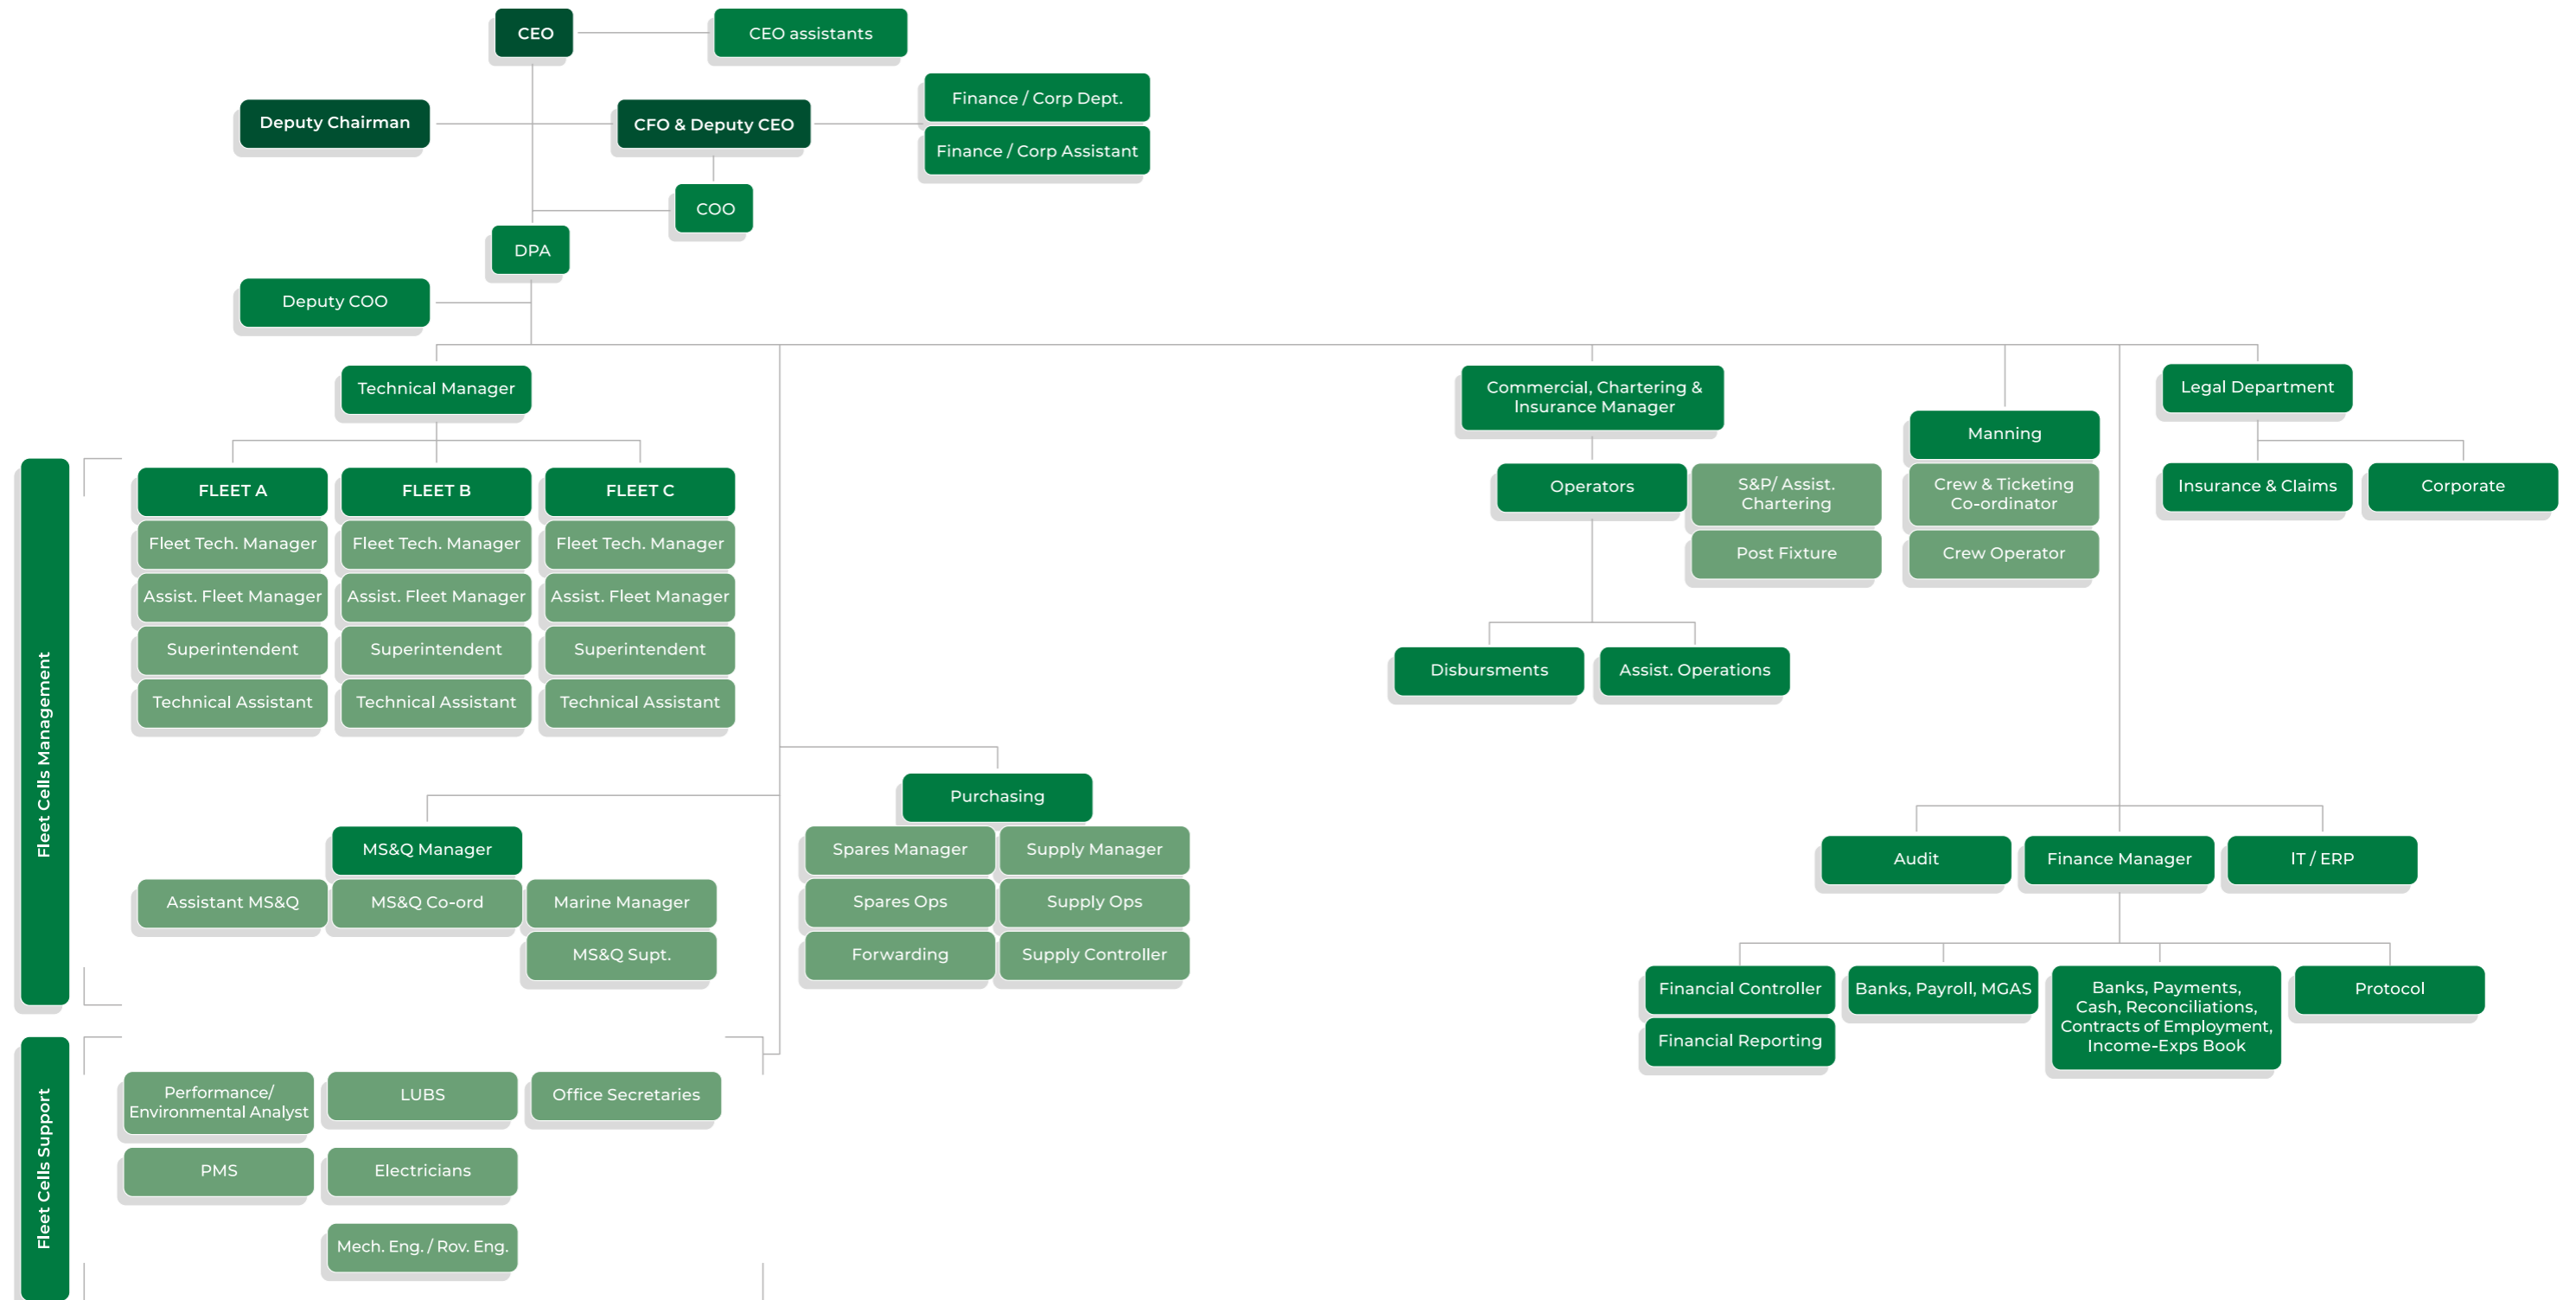 CEO
CEO assistants
Deputy Chairman
CFO & Deputy CEO
Finance / Corp Dept.
Finance / Corp Assistant
COO
DPA
Deputy COO
Technical Manager
Commercial, Chartering &
Insurance Manager
Manning
Legal Department
Fleet Cells Management
FLEET A
Fleet Tech. Manager
Assist. Fleet Manager
Superintendent
Technical Assistant
FLEET B
Fleet Tech. Manager
Assist. Fleet Manager
Superintendent
Technical Assistant
FLEET C
Fleet Tech. Manager
Assist. Fleet Manager
Superintendent
Technical Assistant
Operators
S&P/ Assist.
Chartering
Post Fixture
Crew & Ticketing
Co-ordinator
Crew Operator
Insurance & Claims
Corporate
Disbursments
Assist. Operations
MS&Q Manager
Assistant MS&Q
MS&Q Co-ord
Marine Manager
MS&Q Supt.
Purchasing
Spares Manager
Supply Manager
Spares Ops
Supply Ops
Forwarding
Supply Controller
Audit
Finance Manager
IT / ERP
Financial Controller
Financial Reporting
Banks, Payroll, MGAS
Banks, Payments,
Cash, Reconciliations,
Contracts of Employment,
Income-Exps Book
Protocol
Fleet Cells Support
Performance/
Environmental Analyst
LUBS
Office Secretaries
PMS
Electricians
Mech. Eng. / Rov. Eng.